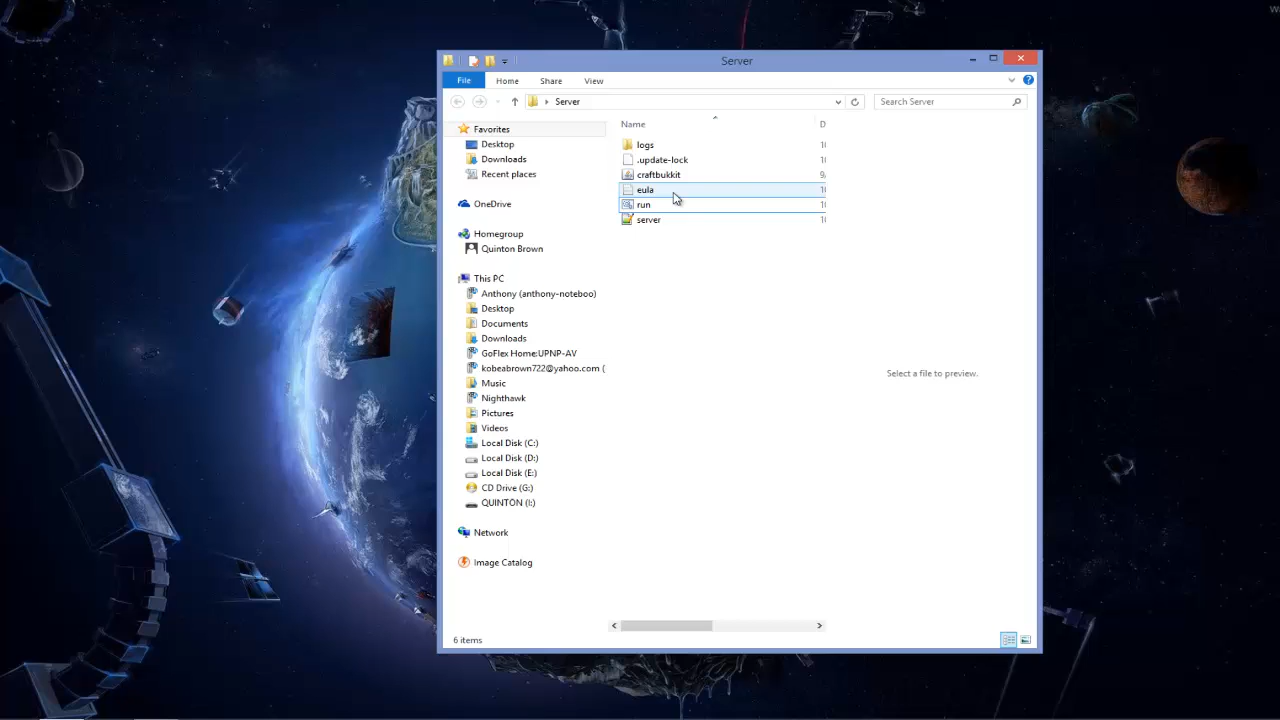 Server
File
Home
Share
View
Server
Search Server
Name
D
Favorites
Desktop
Downloads
Recent places
OneDrive
Homegroup
Quinton Brown
This PC
Anthony (anthony-noteboo)
Desktop
Documents
Downloads
GoFlex Home:UPNP-AV
kobeabrown722@yahoo.com (
Music
Nighthawk
Pictures
Videos
Local Disk (C:)
Local Disk (D:)
Local Disk (E:)
CD Drive (G:)
QUINTON (I:)
Network
Image Catalog
logs
.update-lock
craftbukkit
eula
run
server
Select a file to preview.
6 items